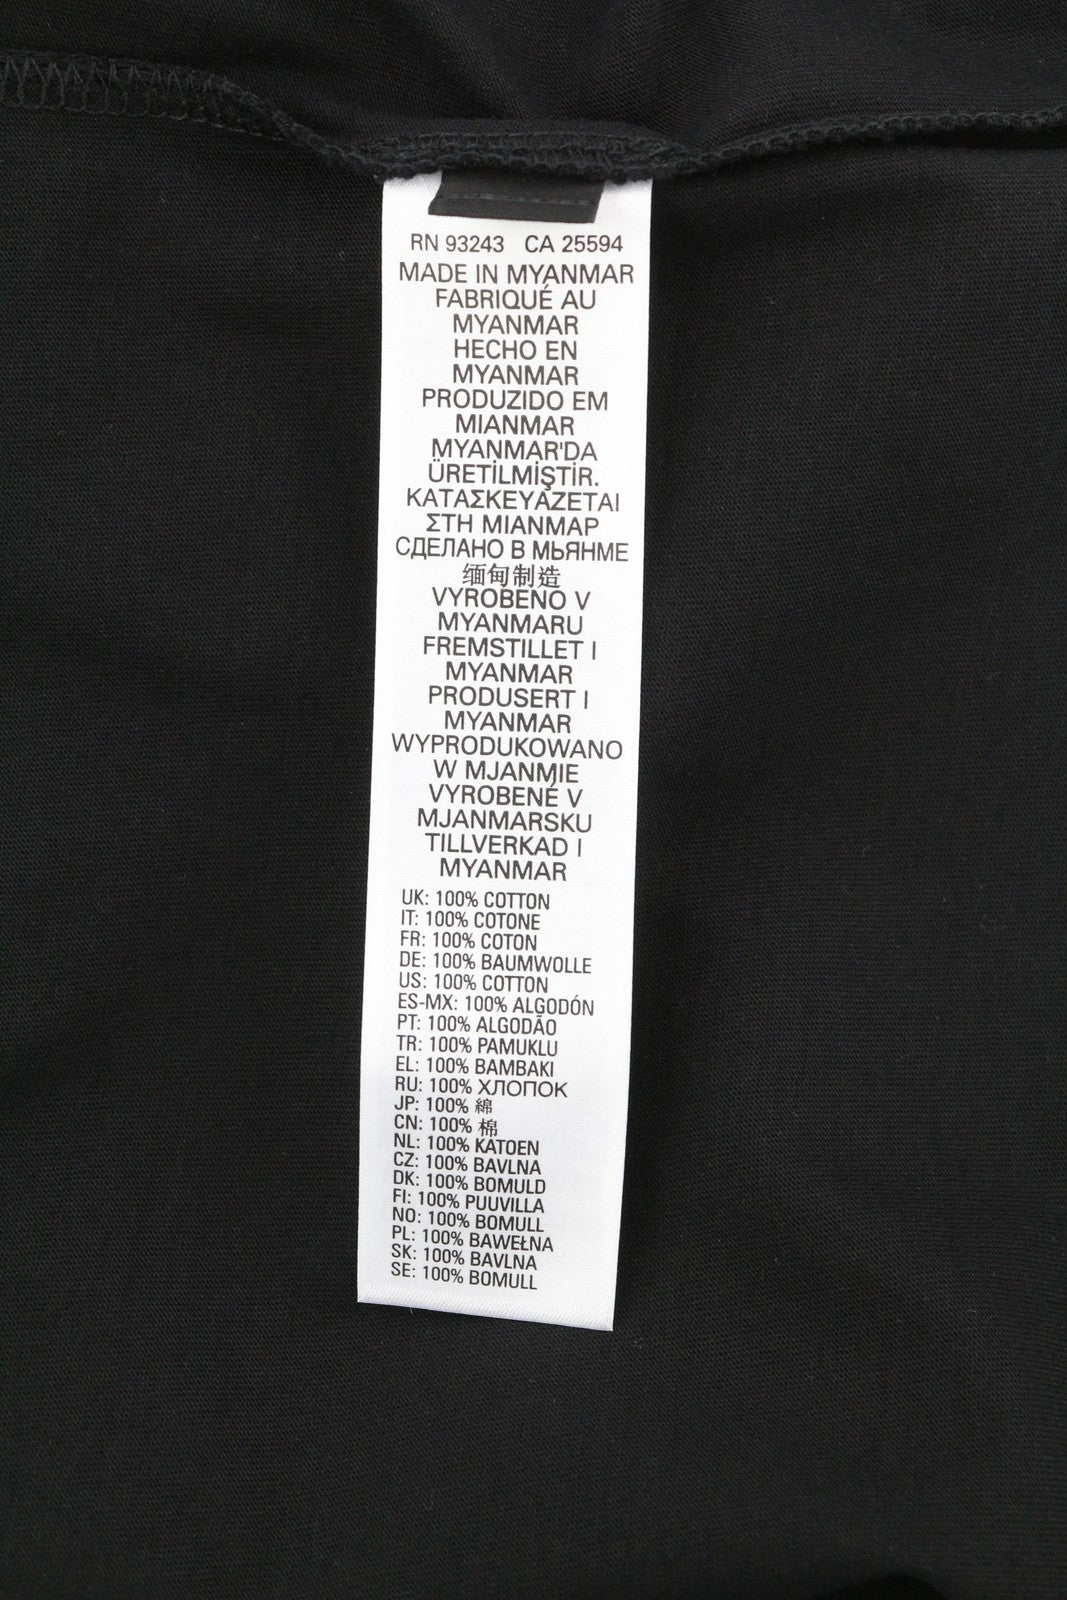 RN 93243 CA 25594
MADE IN MYANMAR
FABRIQUÉ AU
MYANMAR
HECHO EN
MYANMAR
PRODUZIDO EM
MIANMAR
MYANMAR'DA
ÜRETİLMİŞTİR.
ΚΑΤΑΣΚΕΥΑΖΕΤΑΙ
ΣΤΗ ΜΙΑΝΜΑΡ
СДЕЛАНО В МЬЯНМЕ
缅甸制造
VYROBENO V
MYANMARU
FREMSTILLET I
MYANMAR
PRODUSERT I
MYANMAR
WYPRODUKOWANO
W MJANMIE
VYROBENÉ V
MJANMARSKU
TILLVERKAD I
MYANMAR
UK: 100% COTTON
IT: 100% COTONE
FR: 100% COTON
DE: 100% BAUMWOLLE
US: 100% COTTON
ES-MX: 100% ALGODÓN
PT: 100% ALGODÃO
TR: 100% PAMUKLU
EL: 100% ΒΑΜΒΑΚΙ
RU: 100% ХЛОПОК
JP: 100% 綿
CN: 100% 棉
NL: 100% KATOEN
CZ: 100% BAVLNA
DK: 100% BOMULD
FI: 100% PUUVILLA
NO: 100% BOMULL
PL: 100% BAWEŁNA
SK: 100% BAVLNA
SE: 100% BOMULL